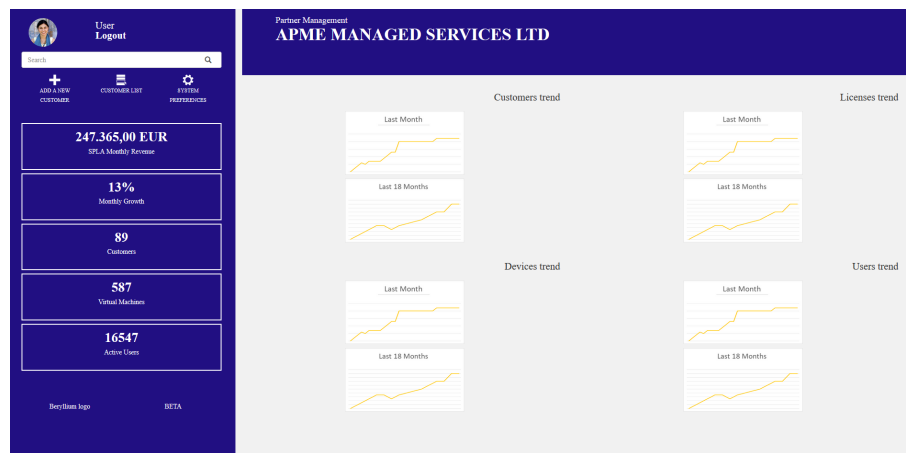 User
Logout
Search
ADD A NEW
CUSTOMER
CUSTOMER LIST
SYSTEM
PREFERENCES
247.365,00 EUR
SPLA Monthly Revenue
13%
Monthly Growth
89
Customers
587
Virtual Machines
16547
Active Users
Beryllium logo
BETA
Partner Management
APME MANAGED SERVICES LTD
Customers trend
Last Month
Last 18 Months
Licenses trend
Last Month
Last 18 Months
Devices trend
Last Month
Last 18 Months
Users trend
Last Month
Last 18 Months